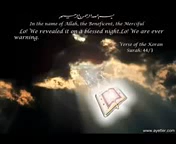 بسم الله الرحمن الرحيم
In the name of Allah, the Beneficent, the Merciful
Lo! We revealed it on a blessed night.Lo! We are ever
warning.
Verse of the Koran
Surah: 44/3
www.ayatler.com